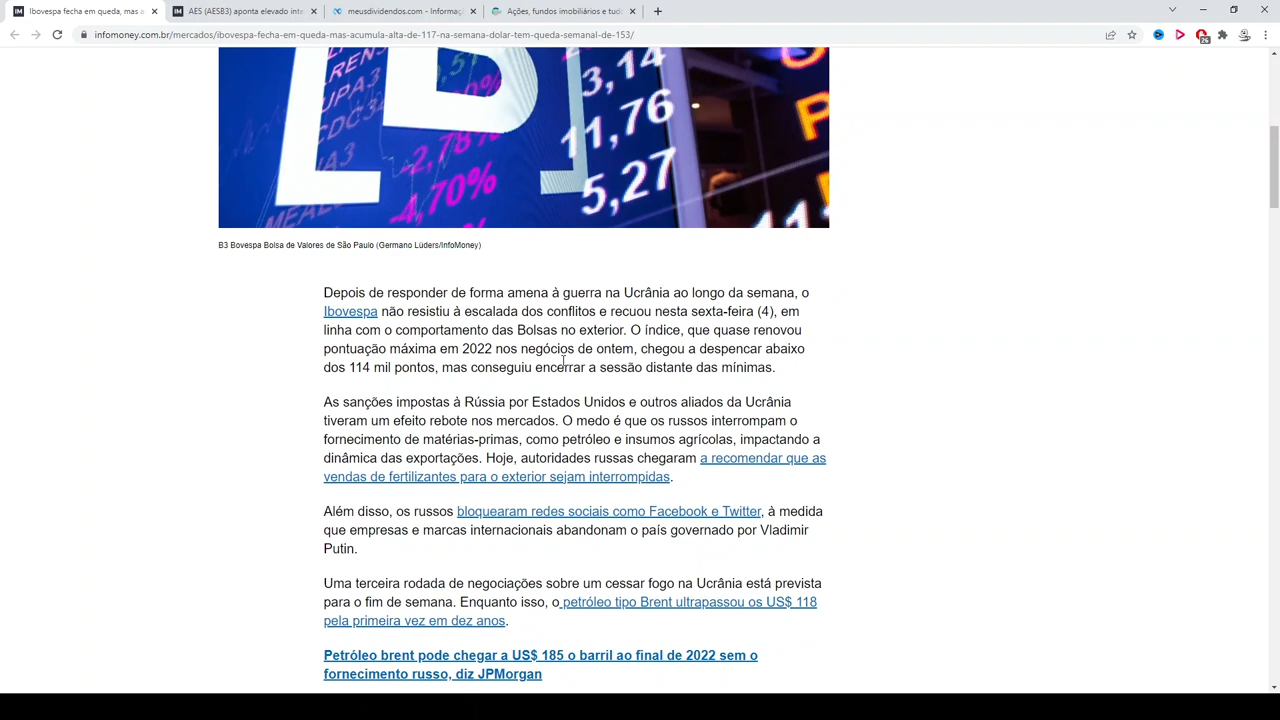 Ibovespa fecha em queda, mas a
AES (AESB3) aponta elevado inte
meusdividendos.com - Informaç
Ações, fundos imobiliários e tud
infomoney.com.br/mercados/ibovespa-fecha-em-queda-mas-acumula-alta-de-117-na-semana-dolar-tem-queda-semanal-de-153/
26
UPA3
CDC3
-2,78%
-4,70%
3,14
11,76
5,27
B3 Bovespa Bolsa de Valores de São Paulo (Germano Lüders/InfoMoney)
Depois de responder de forma amena à guerra na Ucrânia ao longo da semana, o
Ibovespa não resistiu à escalada dos conflitos e recuou nesta sexta-feira (4), em
linha com o comportamento das Bolsas no exterior. O índice, que quase renovou
pontuação máxima em 2022 nos negócios de ontem, chegou a despencar abaixo
dos 114 mil pontos, mas conseguiu encerrar a sessão distante das mínimas.
As sanções impostas à Rússia por Estados Unidos e outros aliados da Ucrânia
tiveram um efeito rebote nos mercados. O medo é que os russos interrompam o
fornecimento de matérias-primas, como petróleo e insumos agrícolas, impactando a
dinâmica das exportações. Hoje, autoridades russas chegaram a recomendar que as
vendas de fertilizantes para o exterior sejam interrompidas.
Além disso, os russos bloquearam redes sociais como Facebook e Twitter, à medida
que empresas e marcas internacionais abandonam o país governado por Vladimir
Putin.
Uma terceira rodada de negociações sobre um cessar fogo na Ucrânia está prevista
para o fim de semana. Enquanto isso, o petróleo tipo Brent ultrapassou os US$ 118
pela primeira vez em dez anos.
Petróleo brent pode chegar a US$ 185 o barril ao final de 2022 sem o
fornecimento russo, diz JPMorgan